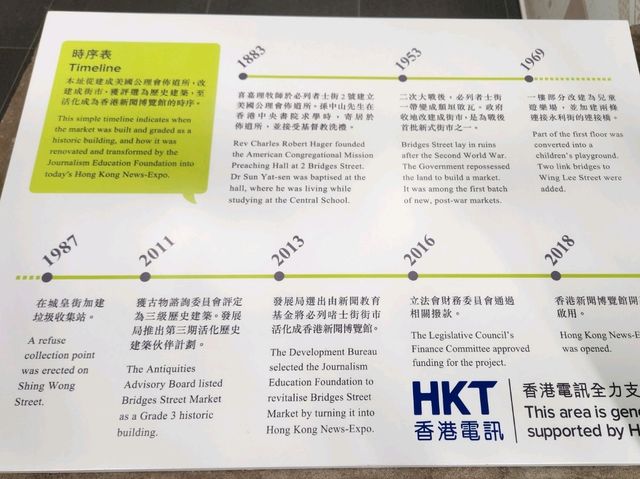 時序表
Timeline
本址從建成美國公理會佈道所，改
建成街市，獲評選為歷史建築，至
活化成為香港新聞博覽館的時序。
This simple timeline indicates when
the market was built and graded as a
historic building, and how it was
renovated and transformed by the
Journalism Education Foundation into
today's Hong Kong News-Expo.
1883
喜嘉理牧師於必列者士街2號建立
美國公理會佈道所。孫中山先生在
香港中央書院求學時，寄居於
佈道所，並接受基督教洗禮。
Rev Charles Robert Hager founded
the American Congregational Mission
Preaching Hall at 2 Bridges Street.
Dr Sun Yat-sen was baptised at the
hall, where he was living while
studying at the Central School.
1953
二次大戰後，必列者士街
一帶變成頹垣敗瓦。政府
收地改建成街市，是為戰後
首批新式街市之一。
Bridges Street lay in ruins
after the Second World War.
The Government repossessed
the land to build a market.
It was among the first batch
of new, post-war markets.
1969
一樓部分改建為兒童
遊樂場，並加建兩條
連接永利街的連接橋。
Part of the first floor was
converted into a
children's playground.
Two link bridges to
Wing Lee Street were
added.
1987
在城皇街加建
垃圾收集站。
A refuse
collection point
was erected on
Shing Wong
Street.
2011
獲古物諮詢委員會評定
為三級歷史建築。發展
局推出第三期活化歷史
建築伙伴計劃。
The Antiquities
Advisory Board listed
Bridges Street Market
as a Grade 3 historic
building.
2013
發展局選出由新聞教育
基金將必列啫士街街市
活化成香港新聞博覽館。
The Development Bureau
selected the Journalism
Education Foundation to
revitalise Bridges Street
Market by turning it into
Hong Kong News-Expo.
2016
立法會財務委員會通過
相關撥款。
The Legislative Council's
Finance Committee approved
funding for the project.
2018
香港新聞博覽館開
啟用。
Hong Kong News-E
was opened.
HKT
香港電訊
香港電訊全力支
This area is gene
supported by H